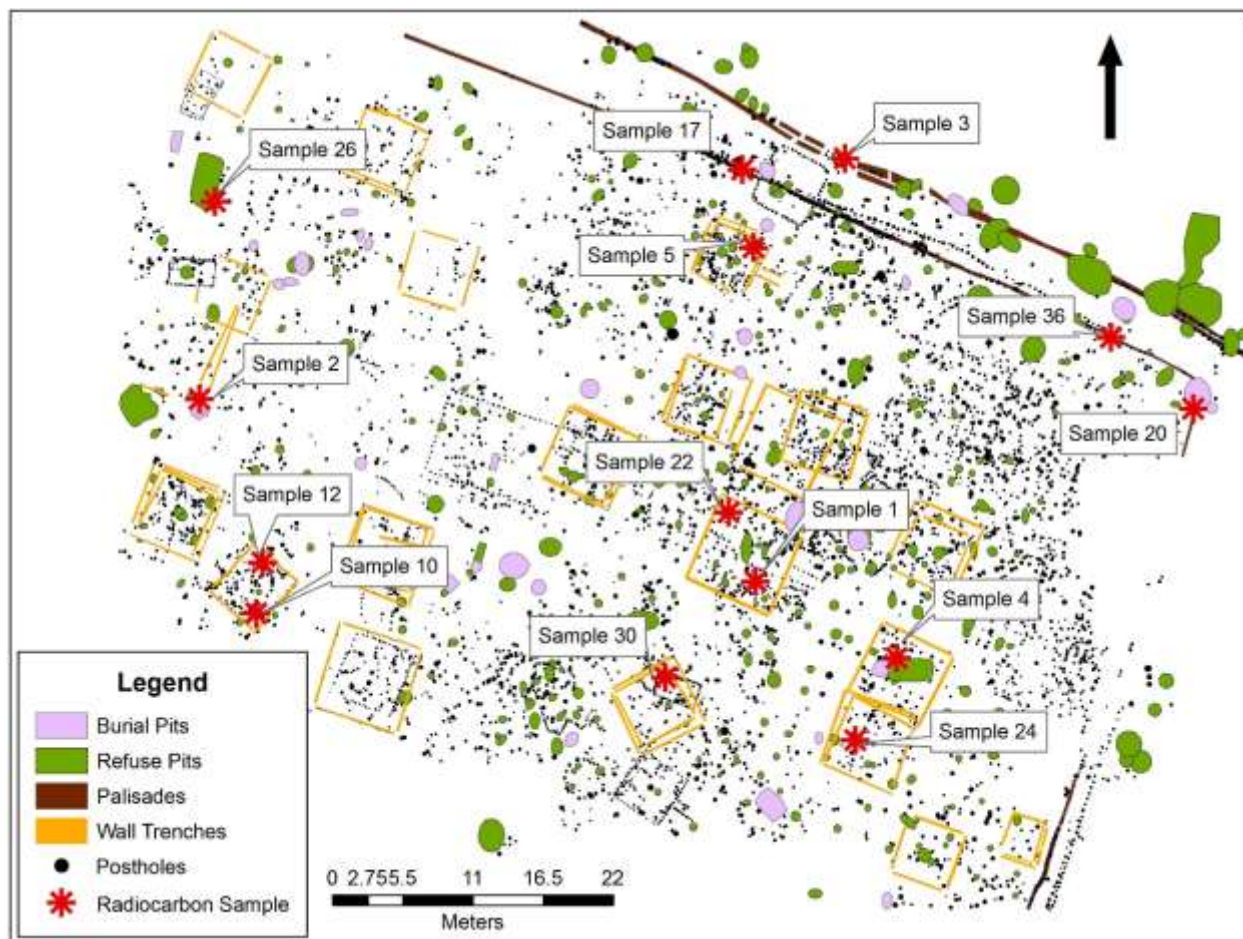 Sample 17
Sample 3
Sample 26
Sample 5
Sample 36
Sample 2
Sample 20
Sample 22
Sample 12
Sample 1
Sample 10
Sample 4
Sample 30
Sample 24
Legend
Burial Pits
Refuse Pits
Palisades
Wall Trenches
Postholes
Radiocarbon Sample
0 2.755.5 11 16.5 22
Meters